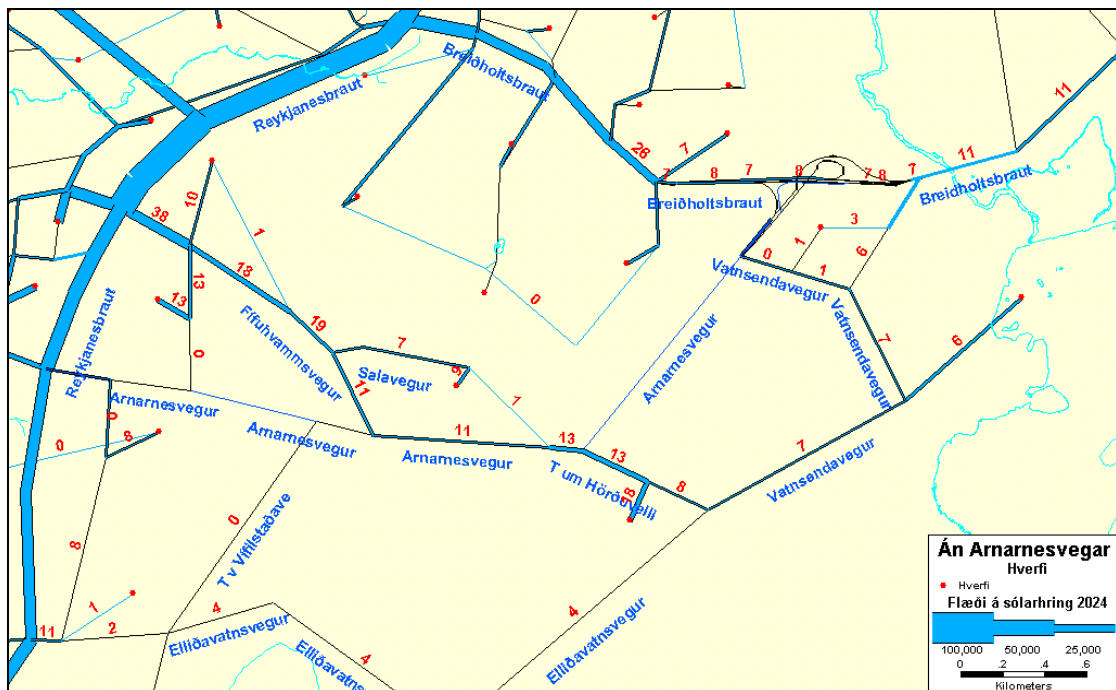 Breiðholtsbraut
Reykjanesbraut
11
26
7
7
8
7
8
7
8
7
11
Breiðholtsbraut
Breidholtsbraut
10
38
1
3
1
6
0
1
Vatnsendavegur
13
18
13
0
Reykjanesbraut
19
Fífuhvammsvegur
7
Salavegur
11
0
Arnarnesvegur
Vatnsendavegur
7
6
0
Arnarnesvegur
0
8
Arnarnesvegur
11
Arnarnesvegur
7
13
13
T um Hörðuvelli
8
7
Vatnsendavegur
8
0
T v Vífilstaðave
1
11
2
4
Elliðavatnsvegur
Elliðavatns
4
4
Elliðavatnsvegur
Án Arnarnesvegar
Hverfi
Hverfi
Flæði á sólarhring 2024
100,000 50,000 25,000
0 .2 .4 .6
Kilometers